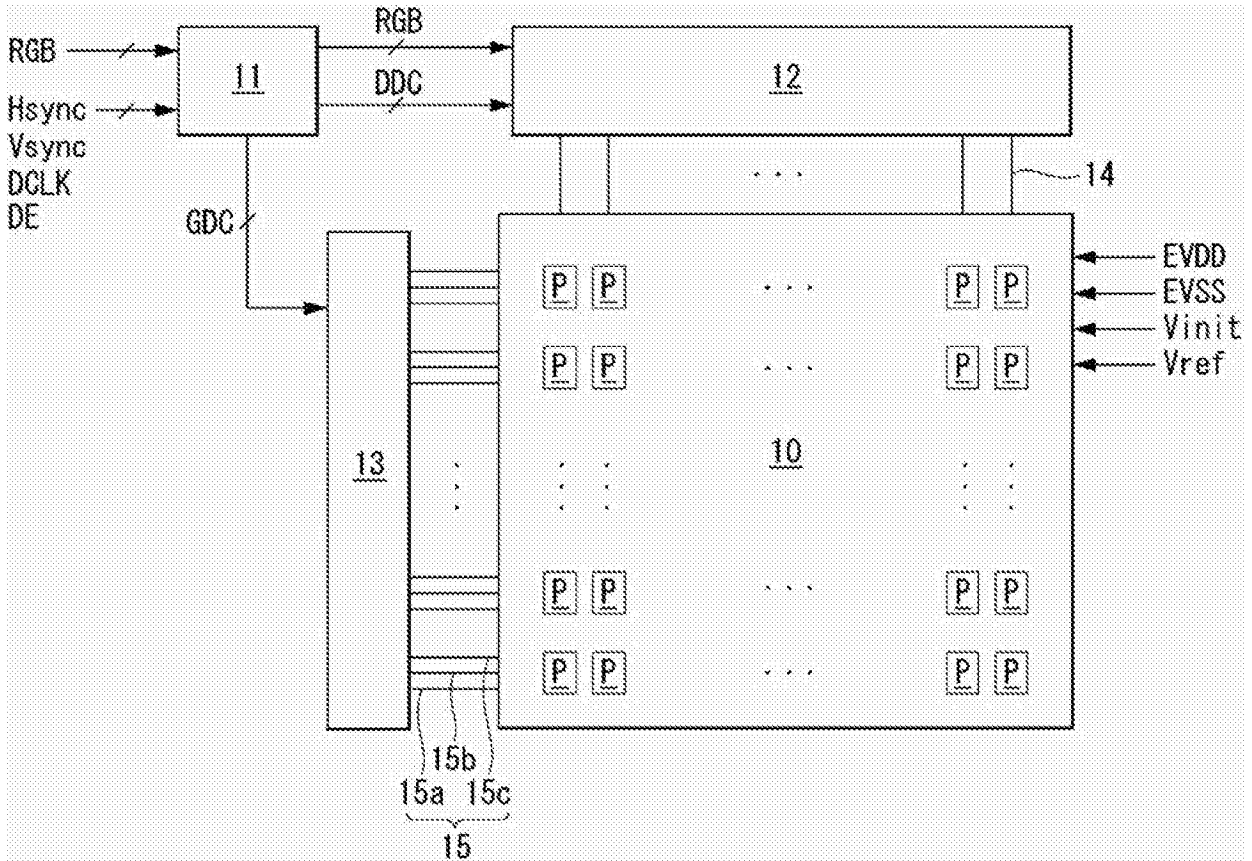 RGB
11
RGB
DDC
12
Hsync
Vsync
DCLK
DE
GDC
14
P P P P
EVDD
EVSS
Vinit
Vref
P P P P
13
10
P P P P
P P P P
15b
15a 15c
15